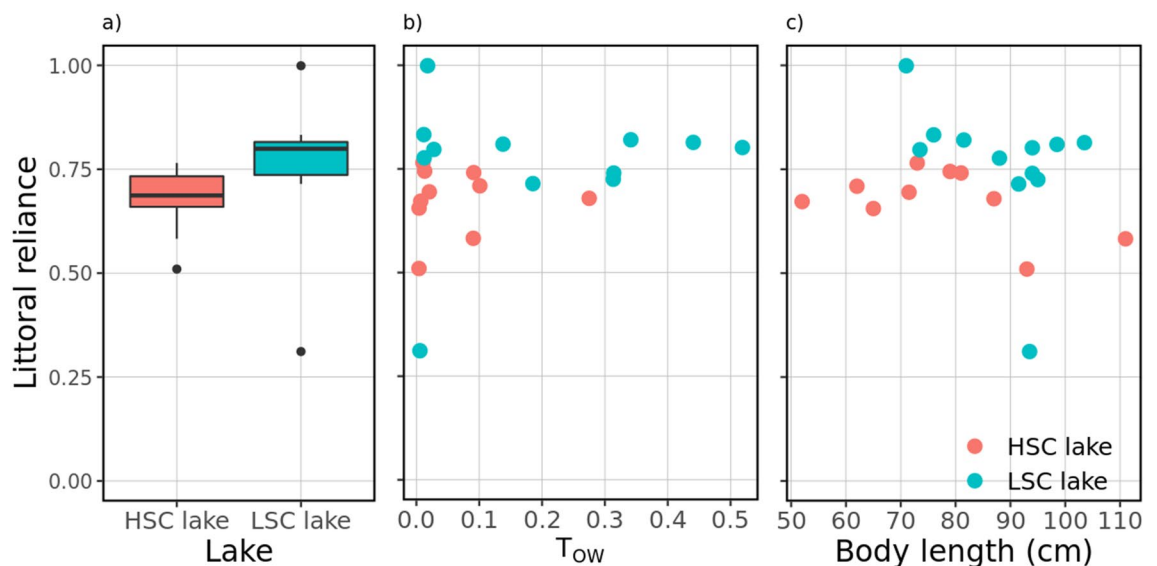 a)
b)
c)
Littoral reliance
1.00
0.75
0.50
0.25
0.00
HSC lake LSC lake
Lake
0.0 0.1 0.2 0.3 0.4 0.5
TOW
50 60 70 80 90 100 110
Body length (cm)
HSC lake
LSC lake